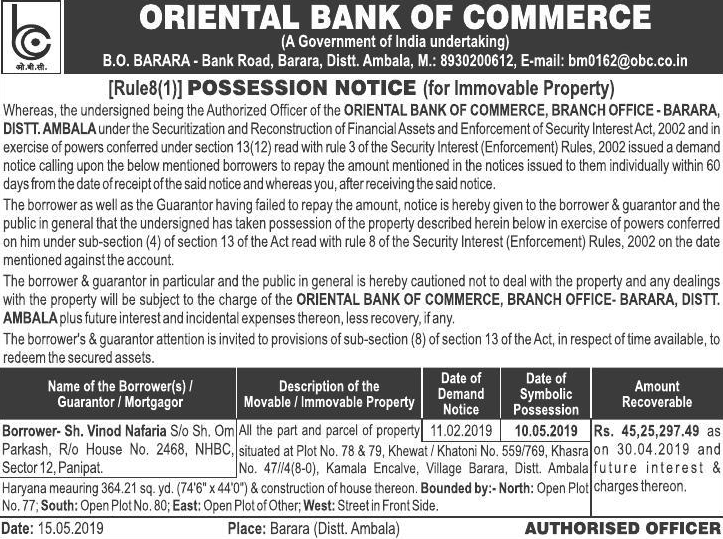 ORIENTAL BANK OF COMMERCE
(A Government of India undertaking)
B.O. BARARA - Bank Road, Barara, Distt. Ambala, M.: 8930200612, E-mail: bm0162@obc.co.in
ओ.बी.सी.
[Rule8(1)] POSSESSION NOTICE (for Immovable Property)
Whereas, the undersigned being the Authorized Officer of the ORIENTAL BANK OF COMMERCE, BRANCH OFFICE - BARARA,
DISTT. AMBALA under the Securitization and Reconstruction of Financial Assets and Enforcement of Security Interest Act, 2002 and in
exercise of powers conferred under section 13(12) read with rule 3 of the Security Interest (Enforcement) Rules, 2002 issued a demand
notice calling upon the below mentioned borrowers to repay the amount mentioned in the notices issued to them individually within 60
days from the date of receipt of the said notice and whereas you, after receiving the said notice.
The borrower as well as the Guarantor having failed to repay the amount, notice is hereby given to the borrower & guarantor and the
public in general that the undersigned has taken possession of the property described herein below in exercise of powers conferred
on him under sub-section (4) of section 13 of the Act read with rule 8 of the Security Interest (Enforcement) Rules, 2002 on the date
mentioned against the account.
The borrower & guarantor in particular and the public in general is hereby cautioned not to deal with the property and any dealings
with the property will be subject to the charge of the ORIENTAL BANK OF COMMERCE, BRANCH OFFICE- BARARA, DISTT.
AMBALA plus future interest and incidental expenses thereon, less recovery, if any.
The borrower's & guarantor attention is invited to provisions of sub-section (8) of section 13 of the Act, in respect of time available, to
redeem the secured assets.
Name of the Borrower(s) /
Guarantor / Mortgagor
Description of the
Movable / Immovable Property
Date of
Demand
Notice
Date of
Symbolic
Possession
Amount
Recoverable
Borrower- Sh. Vinod Nafaria S/o Sh. Om
Parkash, R/o House No. 2468, NHBC,
Sector 12, Panipat.
All the part and parcel of property
situated at Plot No. 78 & 79, Khewat / Khatoni No. 559/769, Khasra
No. 47//4(8-0), Kamala Encalve, Village Barara, Distt. Ambala
Haryana meauring 364.21 sq. yd. (74'6" x 44'0") & construction of house thereon. Bounded by:- North: Open Plot
No. 77; South: Open Plot No. 80; East: Open Plot of Other; West: Street in Front Side.
11.02.2019
10.05.2019
Rs. 45,25,297.49 as
on 30.04.2019 and
future interest &
charges thereon.
Date: 15.05.2019 Place: Barara (Distt. Ambala) AUTHORISED OFFICER